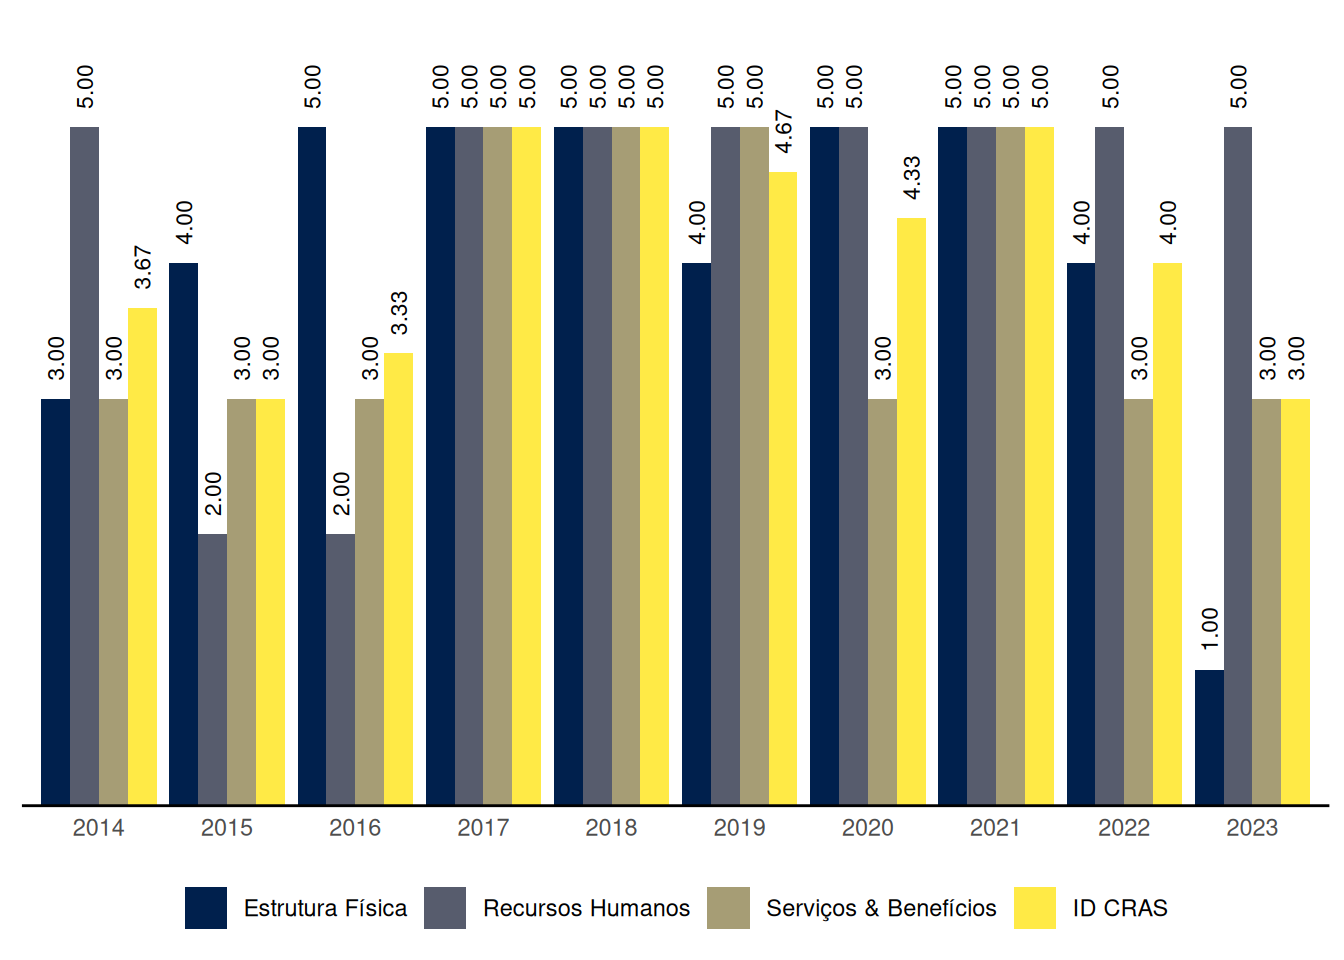 3.00 5.00 3.00 3.67 4.00 2.00 3.00 3.00 5.00 2.00 3.00 3.33 5.00 5.00 5.00 5.00 5.00 5.00 5.00 5.00 4.00 5.00 5.00 4.67 5.00 5.00 3.00 4.33 5.00 5.00 5.00 5.00 4.00 5.00 3.00 4.00 1.00 5.00 3.00 3.00
2014 2015 2016 2017 2018 2019 2020 2021 2022 2023
Estrutura Física Recursos Humanos Serviços & Benefícios ID CRAS